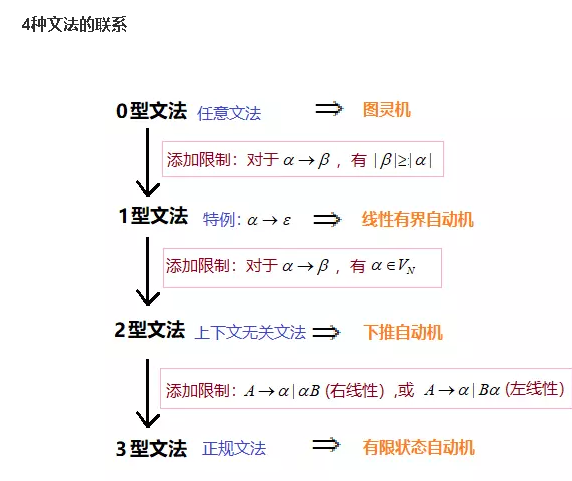 4种文法的联系
0型文法 任意文法 ⇒ 图灵机
添加限制：对于 α → β ，有 |β|≥|α|
1型文法 特例：α → ε ⇒ 线性有界自动机
添加限制：对于 α → β ，有 α ∈ V_N
2型文法 上下文无关文法 ⇒ 下推自动机
添加限制：A → α | αB (右线性) ,或 A → α | Bα (左线性)
3型文法 正规文法 ⇒ 有限状态自动机